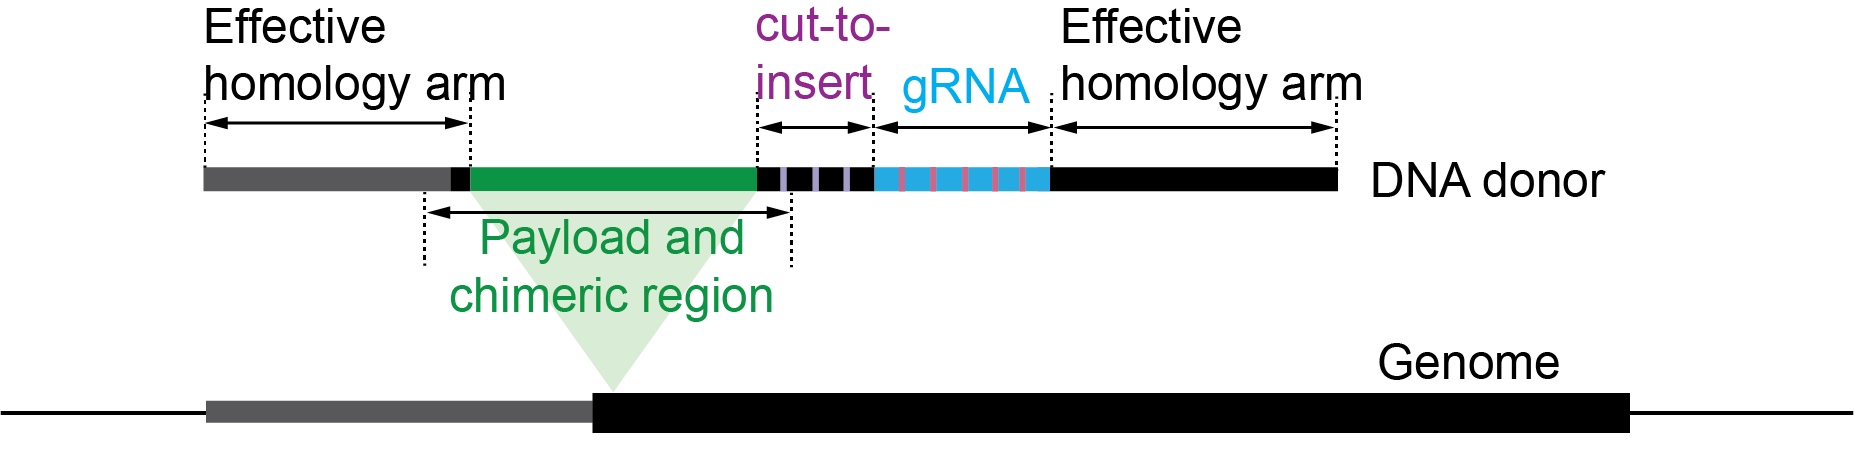 Effective
homology arm
cut-to-
insert
gRNA
Effective
homology arm
DNA donor
Payload and
chimeric region
Genome